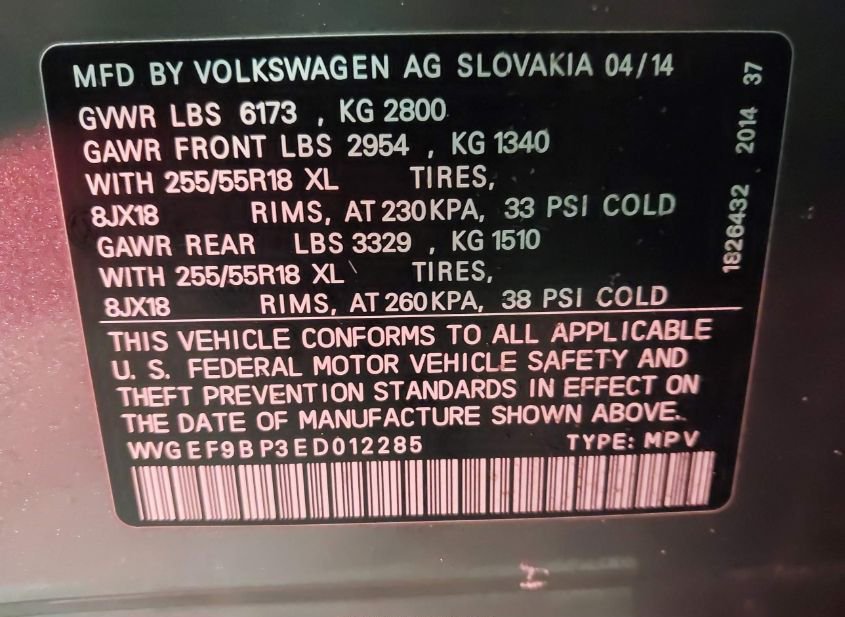 MFD BY VOLKSWAGEN AG SLOVAKIA 04/14
GVWR LBS 6173 , KG 2800
GAWR FRONT LBS 2954 , KG 1340
WITH 255/55R18 XL TIRES,
8JX18 RIMS, AT 230KPA, 33 PSI COLD
GAWR REAR LBS 3329 , KG 1510
WITH 255/55R18 XL TIRES,
8JX18 RIMS, AT 260KPA, 38 PSI COLD
THIS VEHICLE CONFORMS TO ALL APPLICABLE
U. S. FEDERAL MOTOR VEHICLE SAFETY AND
THEFT PREVENTION STANDARDS IN EFFECT ON
THE DATE OF MANUFACTURE SHOWN ABOVE.
WVGEF9BP3ED012285 TYPE: MPV
1826432 2014 37